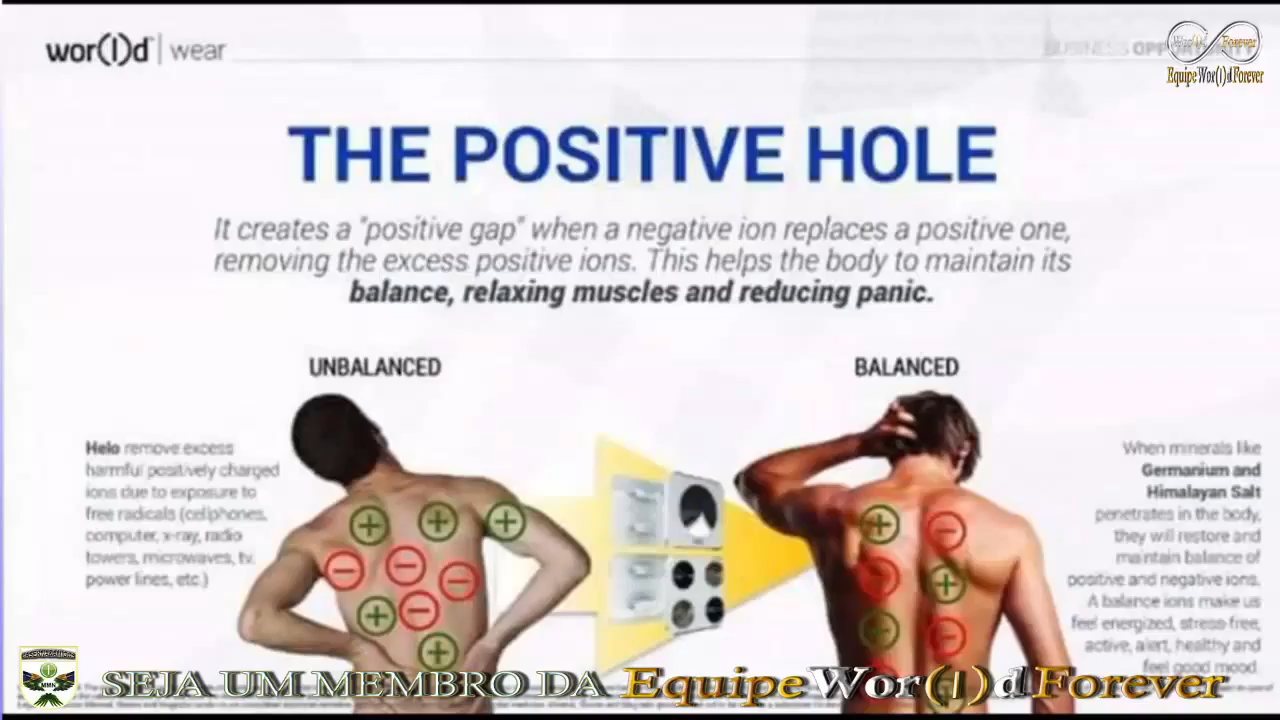 wor(l)d | wear
BUSINESS OPPORTUNITY
Wor(l)d Forever
Equipe Wor(l)d Forever
THE POSITIVE HOLE
It creates a "positive gap" when a negative ion replaces a positive one,
removing the excess positive ions. This helps the body to maintain its
balance, relaxing muscles and reducing panic.
UNBALANCED
BALANCED
Helo remove excess
harmful positively charged
ions due to exposure to
free radicals (cellphones,
computer, x-ray, radio
towers, microwaves, tv,
power lines, etc.)
When minerals like
Germanium and
Himalayan Salt
penetrates in the body,
they will restore and
maintain balance of
positive and negative ions.
A balance ions make us
feel energized, stress-free,
active, alert, healthy and
feel good mood.
SEJA UM MEMBRO DA Equipe Wor(l)d Forever